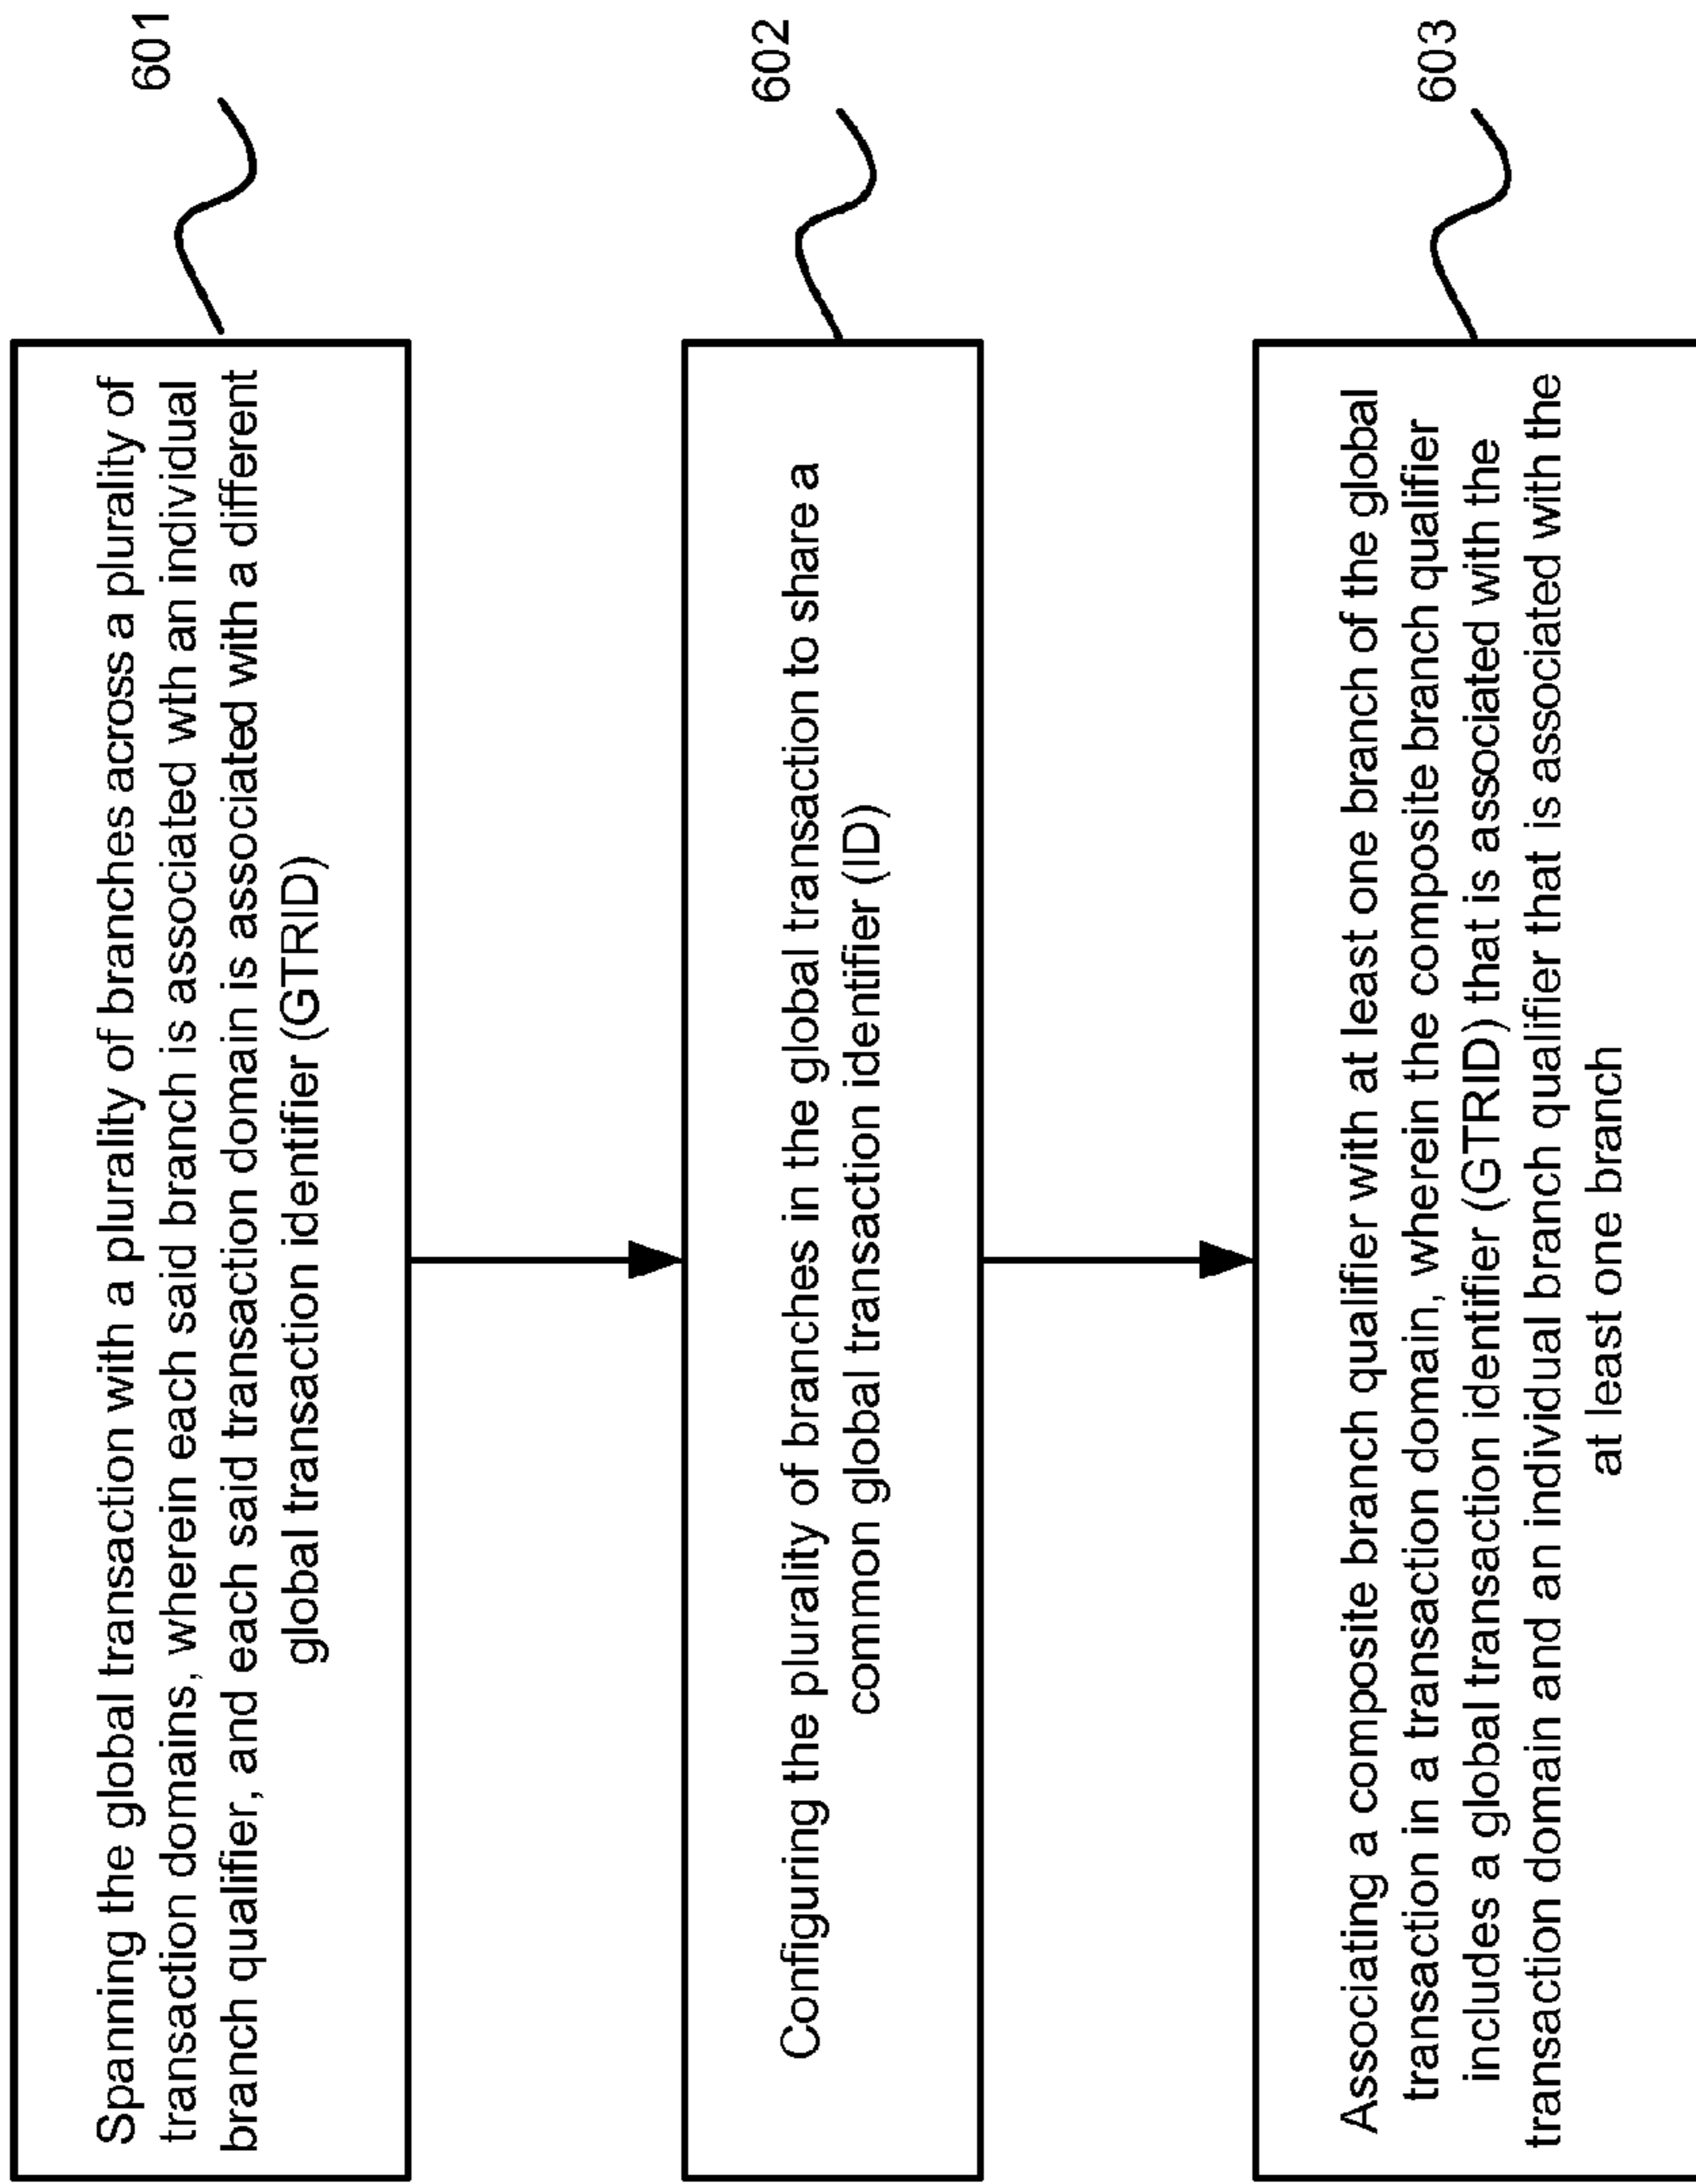 Spanning the global transaction with a plurality of branches across a plurality of
transaction domains, wherein each said branch is associated wth an individual
branch qualifier, and each said transaction domain is associated with a different
global transaction identifier (GTRID)
601
Configuring the plurality of branches in the global transaction to share a
common global transaction identifier (ID)
602
Associating a composite branch qualifier with at least one branch of the global
transaction in a transaction domain, wherein the composite branch qualifier
includes a global transaction identifier (GTRID) that is associated with the
transaction domain and an individual branch qualifier that is associated with the
at least one branch
603